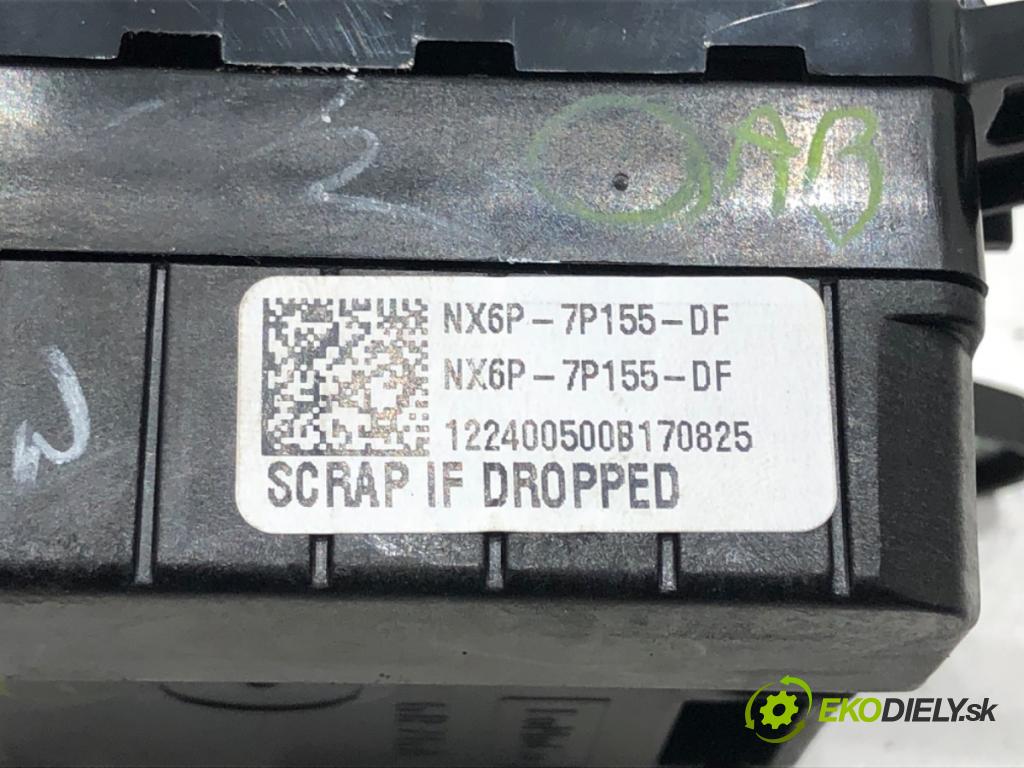 AB
NX6P-7P155-DF
NX6P-7P155-DF
122400500B170825
SCRAP IF DROPPED
EKODIELY.sk